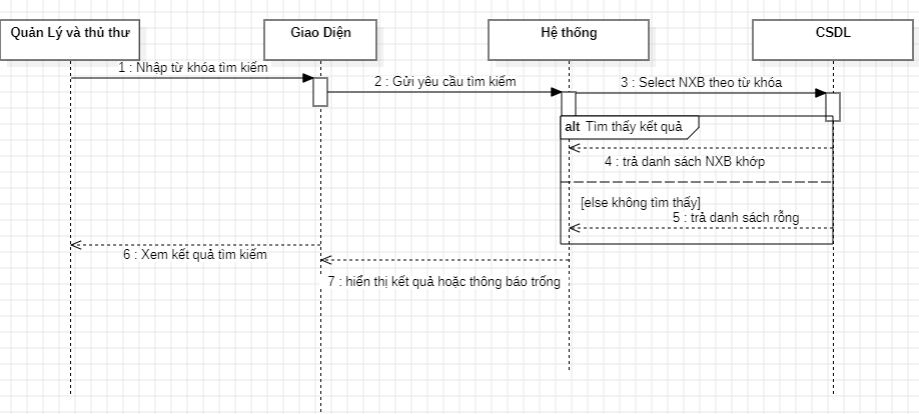 Quản Lý và thủ thư
Giao Diện
Hệ thống
CSDL
1 : Nhập từ khóa tìm kiếm
2 : Gửi yêu cầu tìm kiếm
3 : Select NXB theo từ khóa
alt Tìm thấy kết quả
4 : trả danh sách NXB khớp
[else không tìm thấy]
5 : trả danh sách rỗng
6 : Xem kết quả tìm kiếm
7 : hiển thị kết quả hoặc thông báo trống